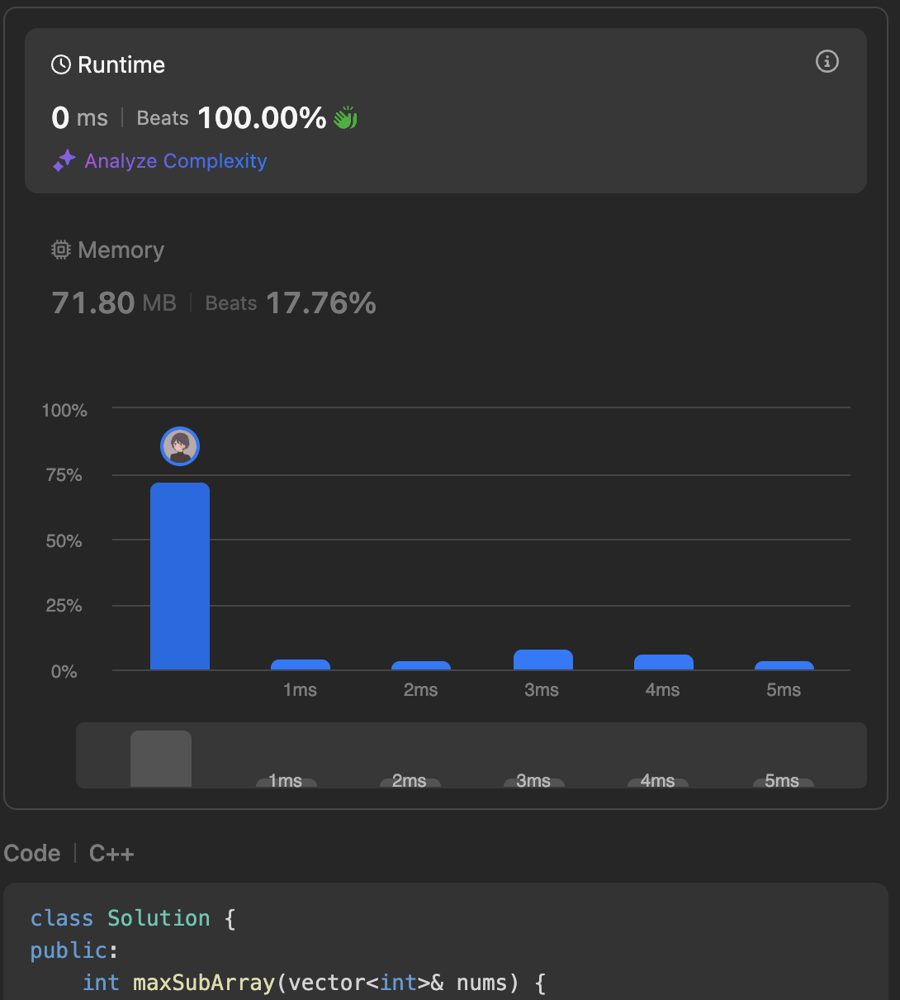 Runtime
0 ms | Beats 100.00%
Analyze Complexity
Memory
71.80 MB | Beats 17.76%
100%
75%
50%
25%
0%
1ms 2ms 3ms 4ms 5ms
1ms 2ms 3ms 4ms 5ms
Code | C++
class Solution {
public:
    int maxSubArray(vector<int>& nums) {